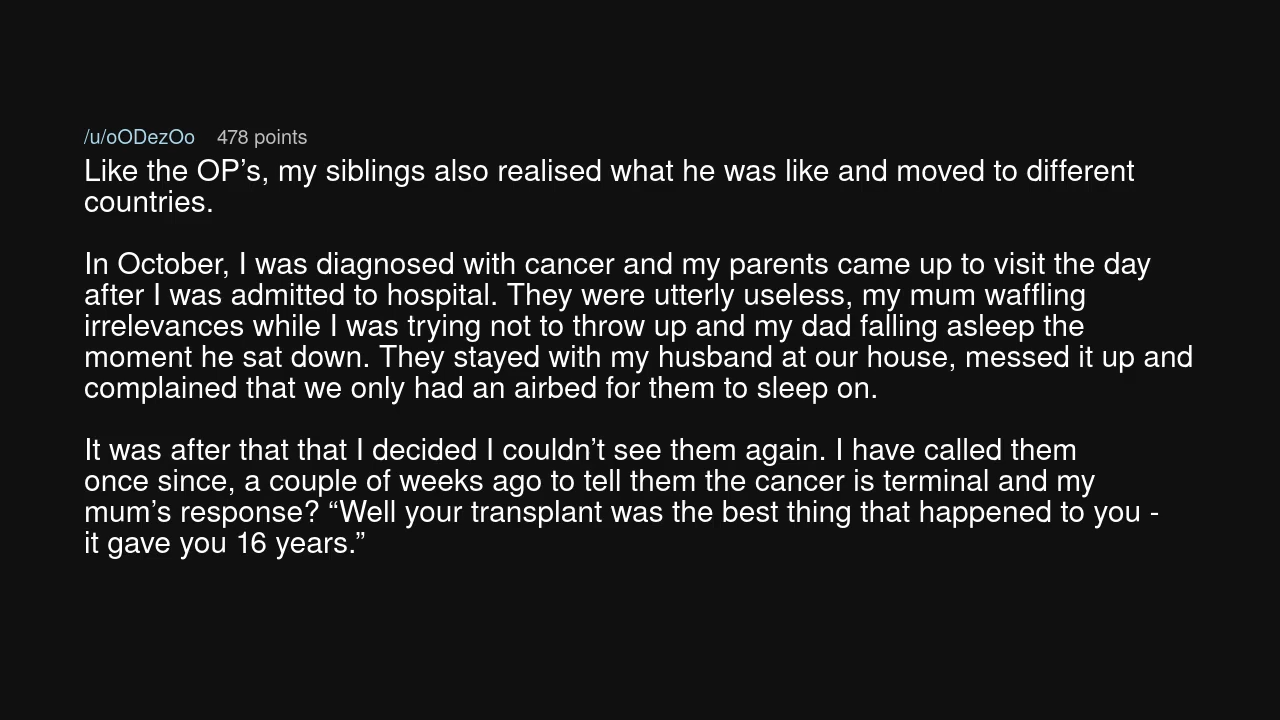 /u/oODezOo 478 points
Like the OP’s, my siblings also realised what he was like and moved to different
countries.
In October, I was diagnosed with cancer and my parents came up to visit the day
after I was admitted to hospital. They were utterly useless, my mum waffling
irrelevances while I was trying not to throw up and my dad falling asleep the
moment he sat down. They stayed with my husband at our house, messed it up and
complained that we only had an airbed for them to sleep on.
It was after that that I decided I couldn’t see them again. I have called them
once since, a couple of weeks ago to tell them the cancer is terminal and my
mum’s response? “Well your transplant was the best thing that happened to you -
it gave you 16 years.”